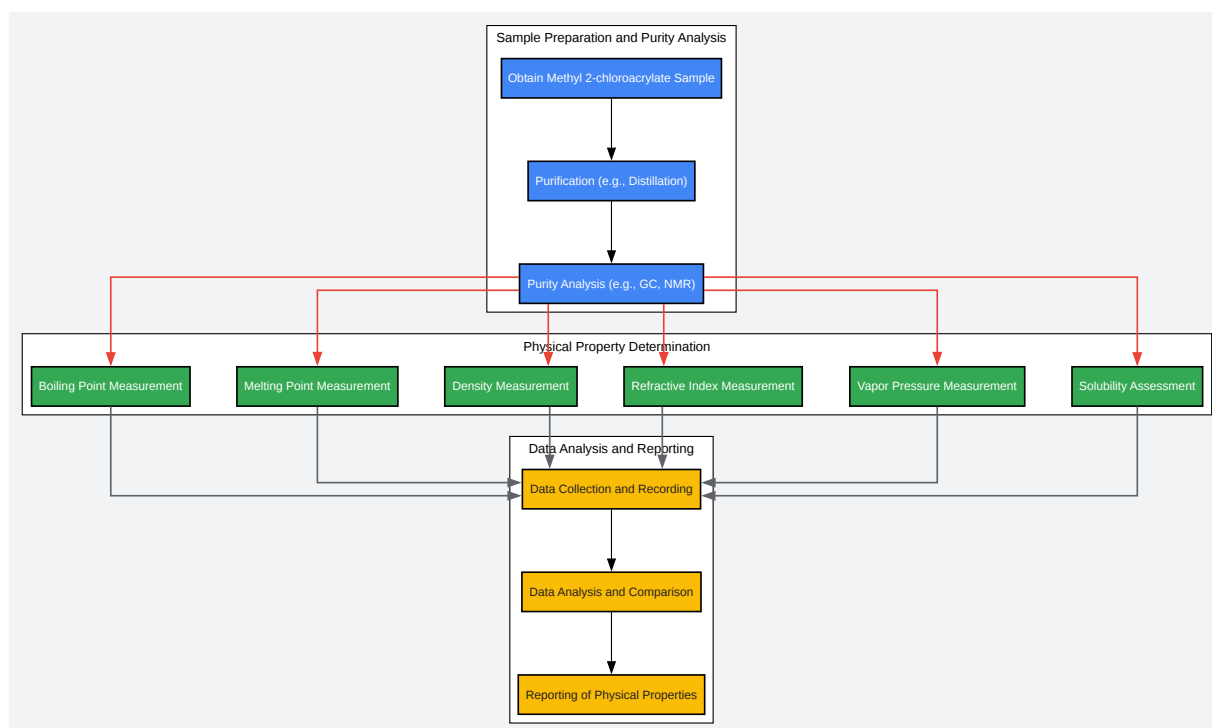 Sample Preparation and Purity Analysis
Obtain Methyl 2-chloroacrylate Sample
Purification (e.g., Distillation)
Purity Analysis (e.g., GC, NMR)
Physical Property Determination
Boiling Point Measurement
Melting Point Measurement
Density Measurement
Refractive Index Measurement
Vapor Pressure Measurement
Solubility Assessment
Data Analysis and Reporting
Data Collection and Recording
Data Analysis and Comparison
Reporting of Physical Properties